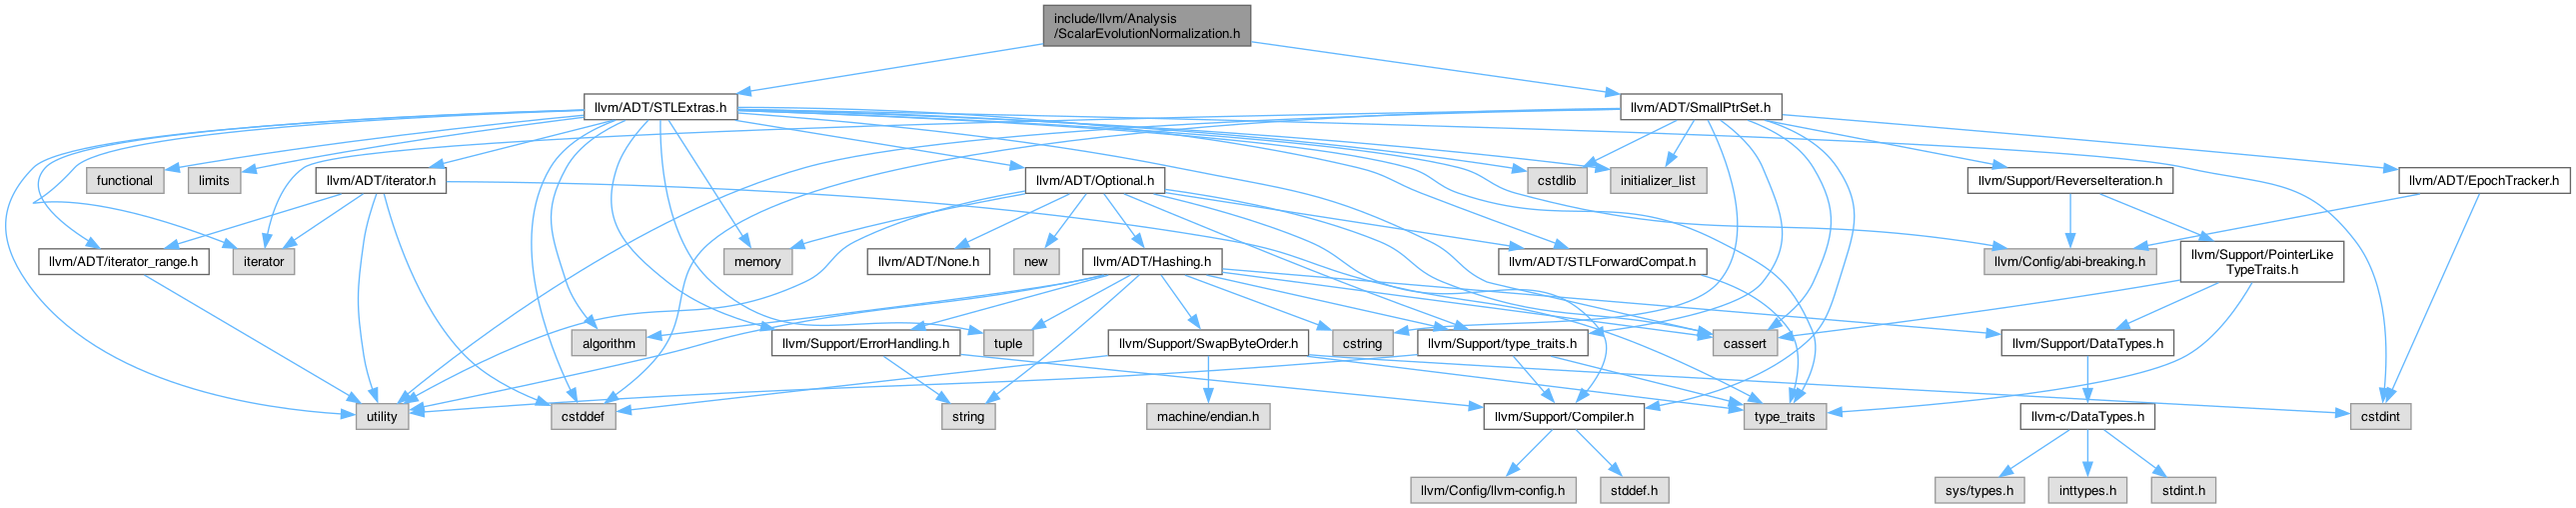 include/llvm/Analysis
/ScalarEvolutionNormalization.h
llvm/ADT/STLExtras.h
llvm/ADT/SmallPtrSet.h
functional
limits
llvm/ADT/iterator.h
llvm/ADT/Optional.h
cstdlib
initializer_list
llvm/Support/ReverseIteration.h
llvm/ADT/EpochTracker.h
llvm/ADT/iterator_range.h
iterator
memory
llvm/ADT/None.h
new
llvm/ADT/Hashing.h
llvm/ADT/STLForwardCompat.h
llvm/Config/abi-breaking.h
llvm/Support/PointerLike
TypeTraits.h
algorithm
llvm/Support/ErrorHandling.h
tuple
llvm/Support/SwapByteOrder.h
cstring
llvm/Support/type_traits.h
cassert
llvm/Support/DataTypes.h
utility
cstddef
string
machine/endian.h
llvm/Support/Compiler.h
type_traits
llvm-c/DataTypes.h
cstdint
llvm/Config/llvm-config.h
stddef.h
sys/types.h
inttypes.h
stdint.h